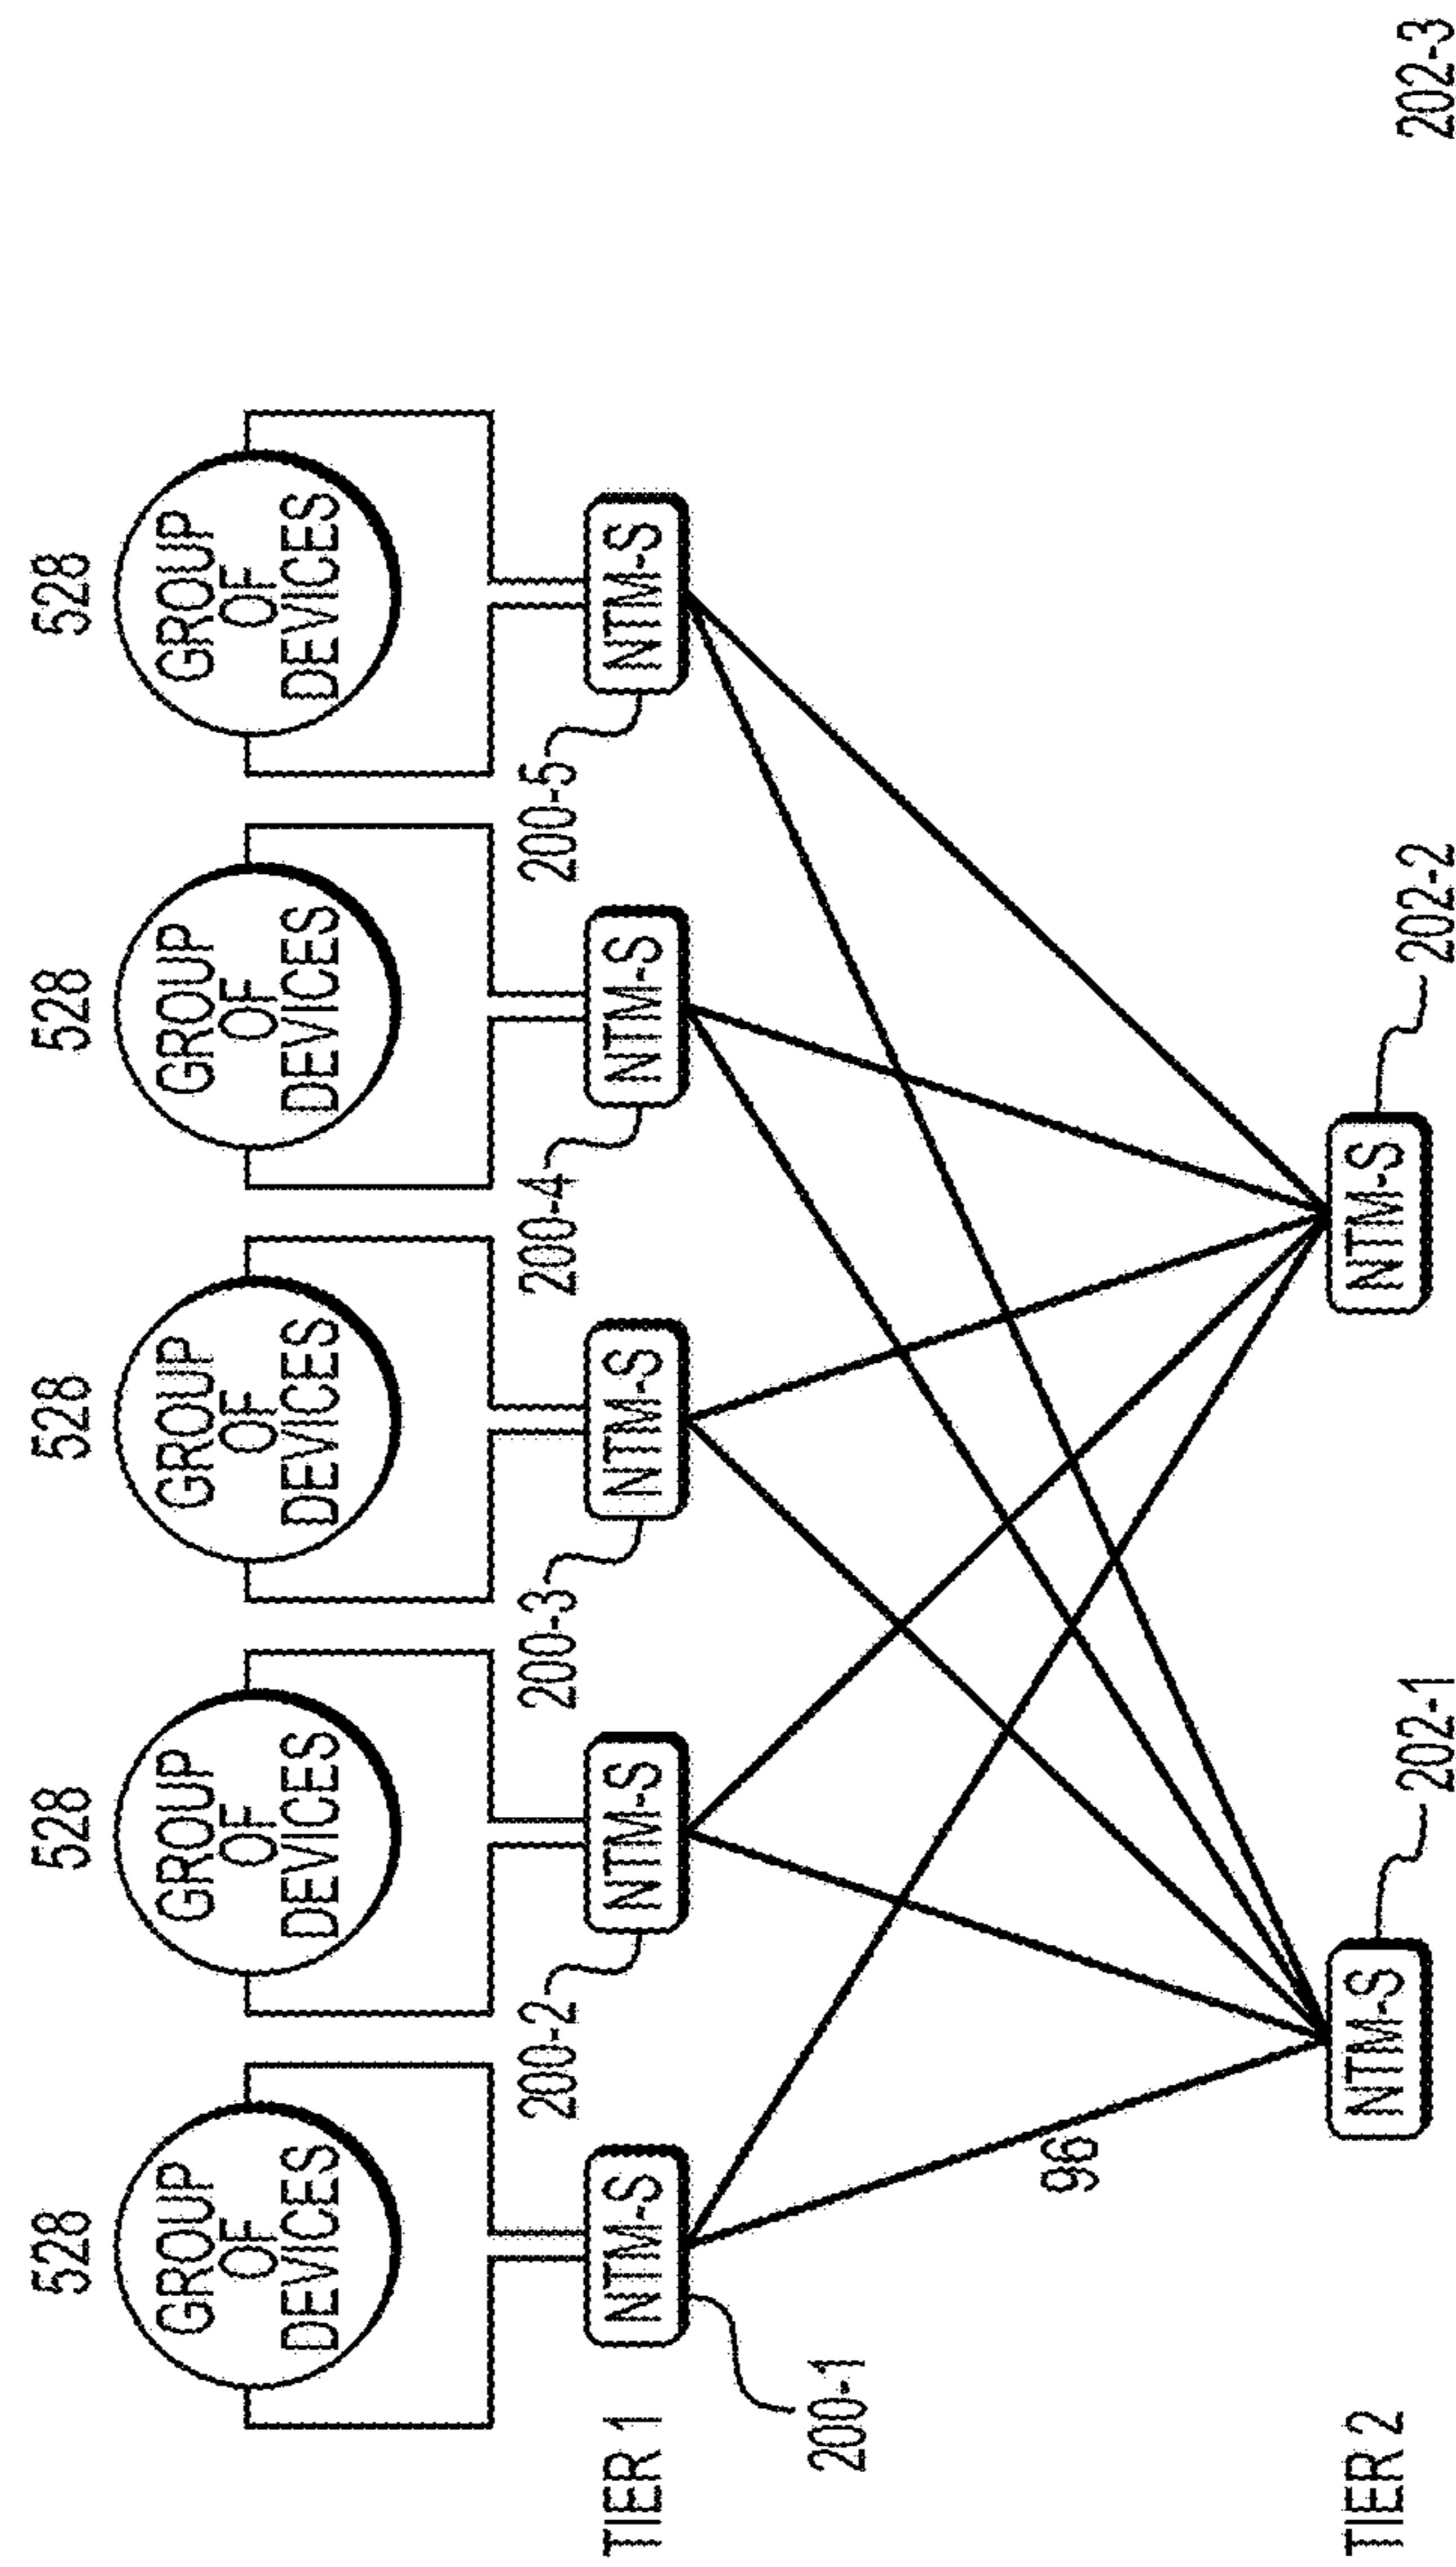 528
528
528
528
528
GROUP
OF
DEVICES
GROUP
OF
DEVICES
GROUP
OF
DEVICES
GROUP
OF
DEVICES
GROUP
OF
DEVICES
200-2
200-3
200-4
200-5
TIER 1
NTM-S
NTM-S
NTM-S
NTM-S
NTM-S
200-1
96
TIER 2
NTM-S
NTM-S
202-1
202-2
202-3